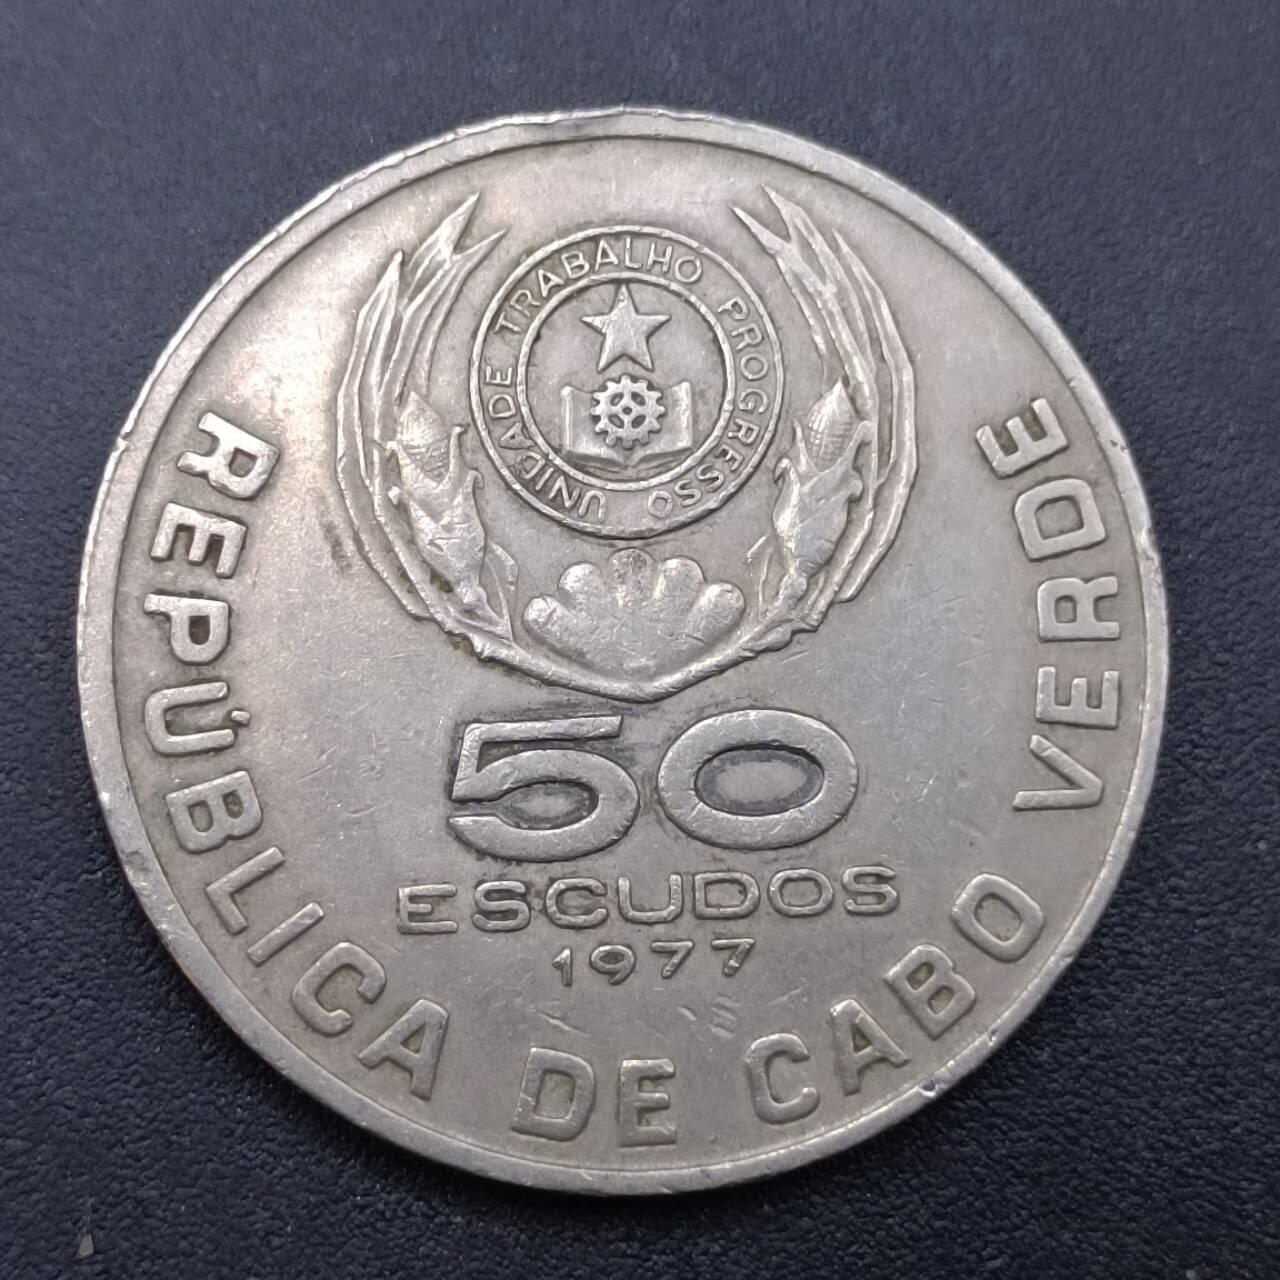 UNIDADE TRABALHO PROGRESSO
50
ESCUDOS
1977
REPÚBLICA DE CABO VERDE